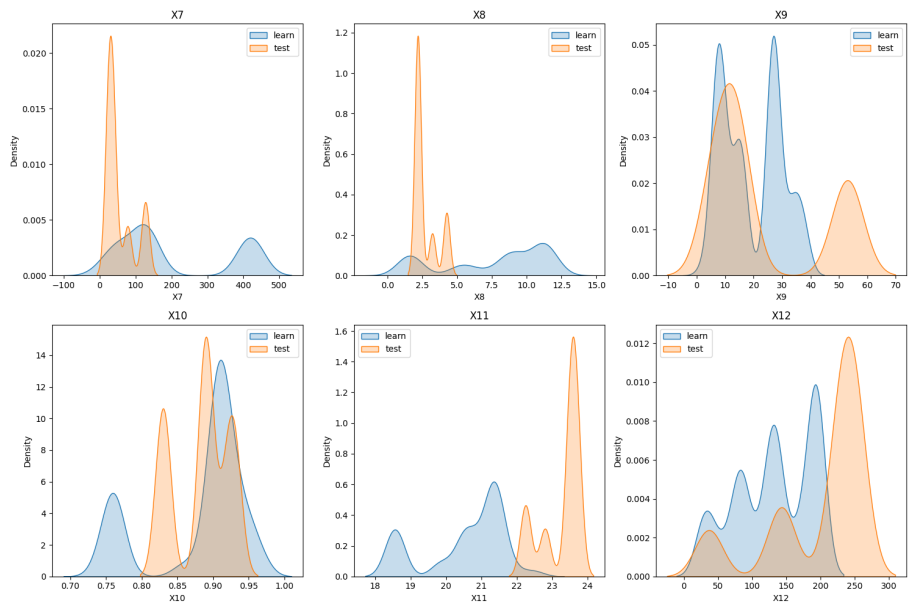 X7
learn
test
Density
0.020
0.015
0.010
0.005
0.000
−100 0 100 200 300 400 500
X7
X8
learn
test
Density
1.2
1.0
0.8
0.6
0.4
0.2
0.0
0.0 2.5 5.0 7.5 10.0 12.5 15.0
X8
X9
learn
test
Density
0.05
0.04
0.03
0.02
0.01
0.00
−10 0 10 20 30 40 50 60 70
X9
X10
learn
test
Density
14
12
10
8
6
4
2
0
0.70 0.75 0.80 0.85 0.90 0.95 1.00
X10
X11
learn
test
Density
1.6
1.4
1.2
1.0
0.8
0.6
0.4
0.2
0.0
18 19 20 21 22 23 24
X11
X12
learn
test
Density
0.012
0.010
0.008
0.006
0.004
0.002
0.000
0 50 100 150 200 250 300
X12